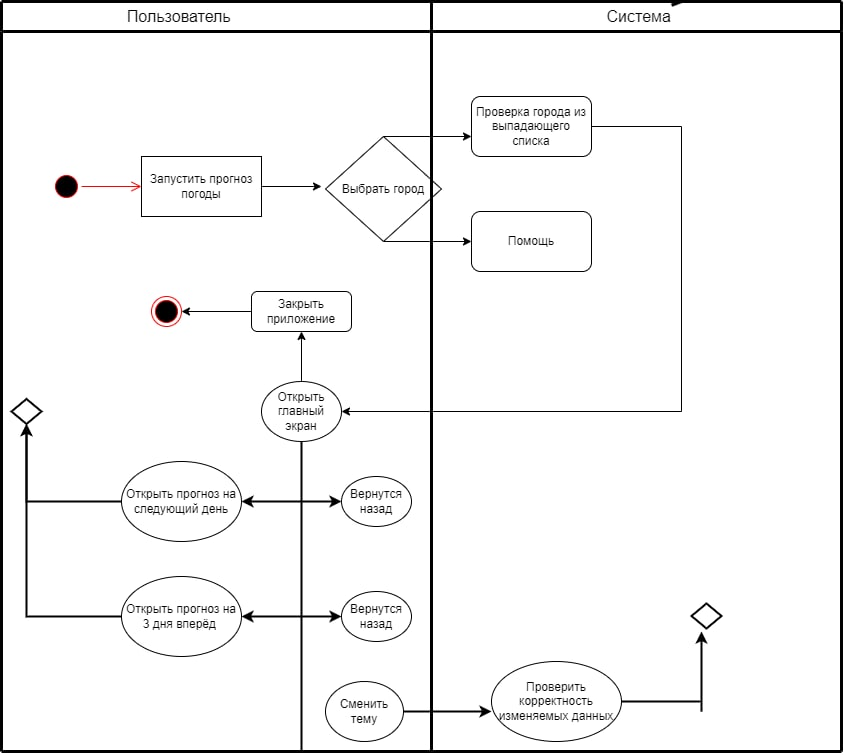 Пользователь
Система
Проверка города из
выпадающего
списка
Запустить прогноз
погоды
Выбрать город
Помощь
Закрыть
приложение
Открыть
главный
экран
Открыть прогноз на
следующий день
Вернутся
назад
Открыть прогноз на
3 дня вперёд
Вернутся
назад
Сменить
тему
Проверить
корректность
изменяемых данных